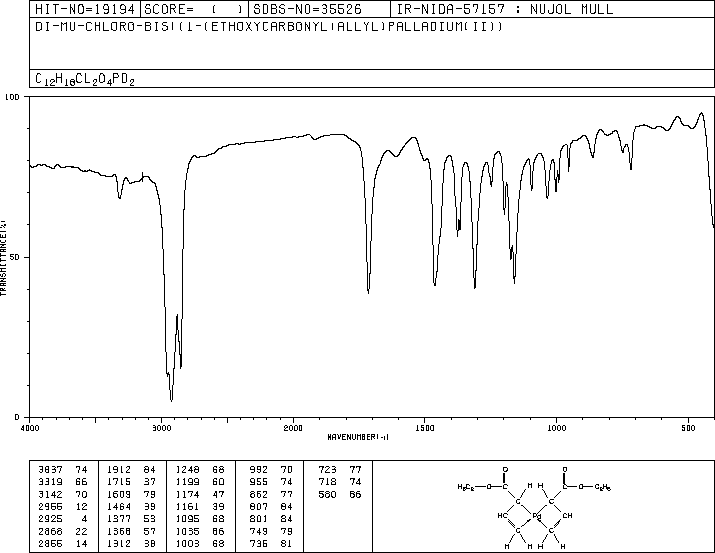 HIT-NO=19194 SCORE= ( ) SDBS-NO=35526 IR-NIDA-57157 : NUJOL MULL
DI-MU-CHLORO-BIS((1-(ETHOXYCARBONYL)ALLYL)PALLADIUM(II))
C12H18CL2O4PD2
100
50
0
TRANSMITTANCE(%)
4000 3000 2000 1500 1000 500
WAVENUMBER(-1)
3837 74 1912 84 1248 68 992 70 723 77
3319 66 1715 37 1199 60 955 74 718 74
3142 70 1609 79 1174 47 862 77 580 86
2955 12 1464 39 1161 39 807 84
2925 4 1377 53 1095 68 801 84
2868 22 1368 57 1035 66 749 79
2855 14 1312 38 1003 68 736 81
O O
H5C2 O C H H C O C2H5
C C
HC Pd CH
C C
H H H H